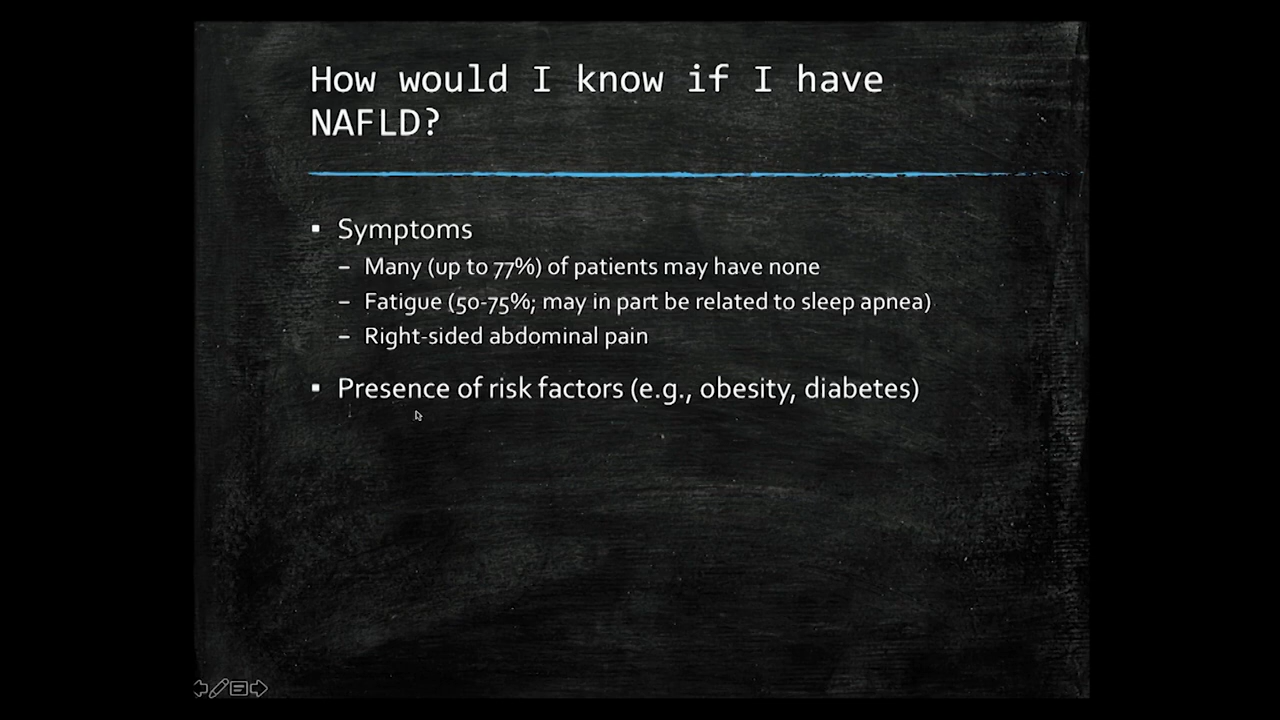 How would I know if I have
NAFLD?
▪ Symptoms
– Many (up to 77%) of patients may have none
– Fatigue (50-75%; may in part be related to sleep apnea)
– Right-sided abdominal pain
▪ Presence of risk factors (e.g., obesity, diabetes)